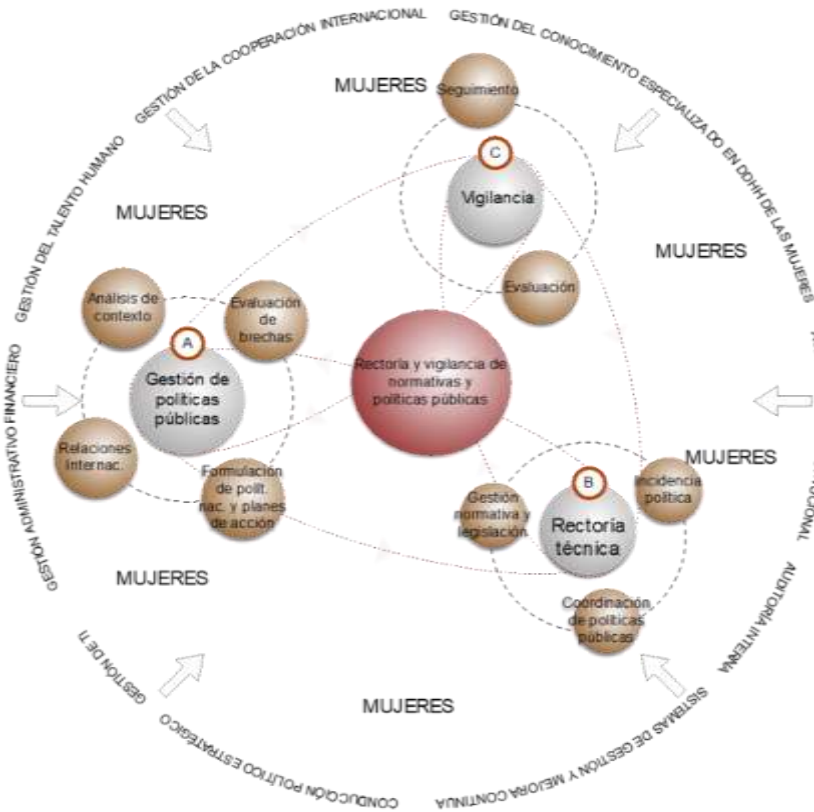 GESTIÓN DE LA COOPERACIÓN INTERNACIONAL
GESTIÓN DEL CONOCIMIENTO ESPECIALIZADO EN DDHH DE LAS MUJERES
MUJERES
Seguimiento
C
Vigilancia
Evaluación
GESTIÓN DEL TALENTO HUMANO
MUJERES
MUJERES
Análisis de
contexto
Evaluación
de
brechas
A
Gestión de
políticas
públicas
Relaciones
Internac.
Formulación
de polít.
nac. y planes
de acción
Rectoría y vigilancia de
normativas y
políticas públicas
GESTIÓN ADMINISTRATIVO FINANCIERO
MUJERES
B
Rectoría
técnica
Incidencia
política
Gestión
normativa y
legislación
Coordinación
de políticas
públicas
MUJERES
MUJERES
AUDITORÍA INTERNA
SISTEMAS DE GESTIÓN Y MEJORA CONTINUA
CONDUCCIÓN POLÍTICO ESTRATÉGICO
GESTIÓN DE TI